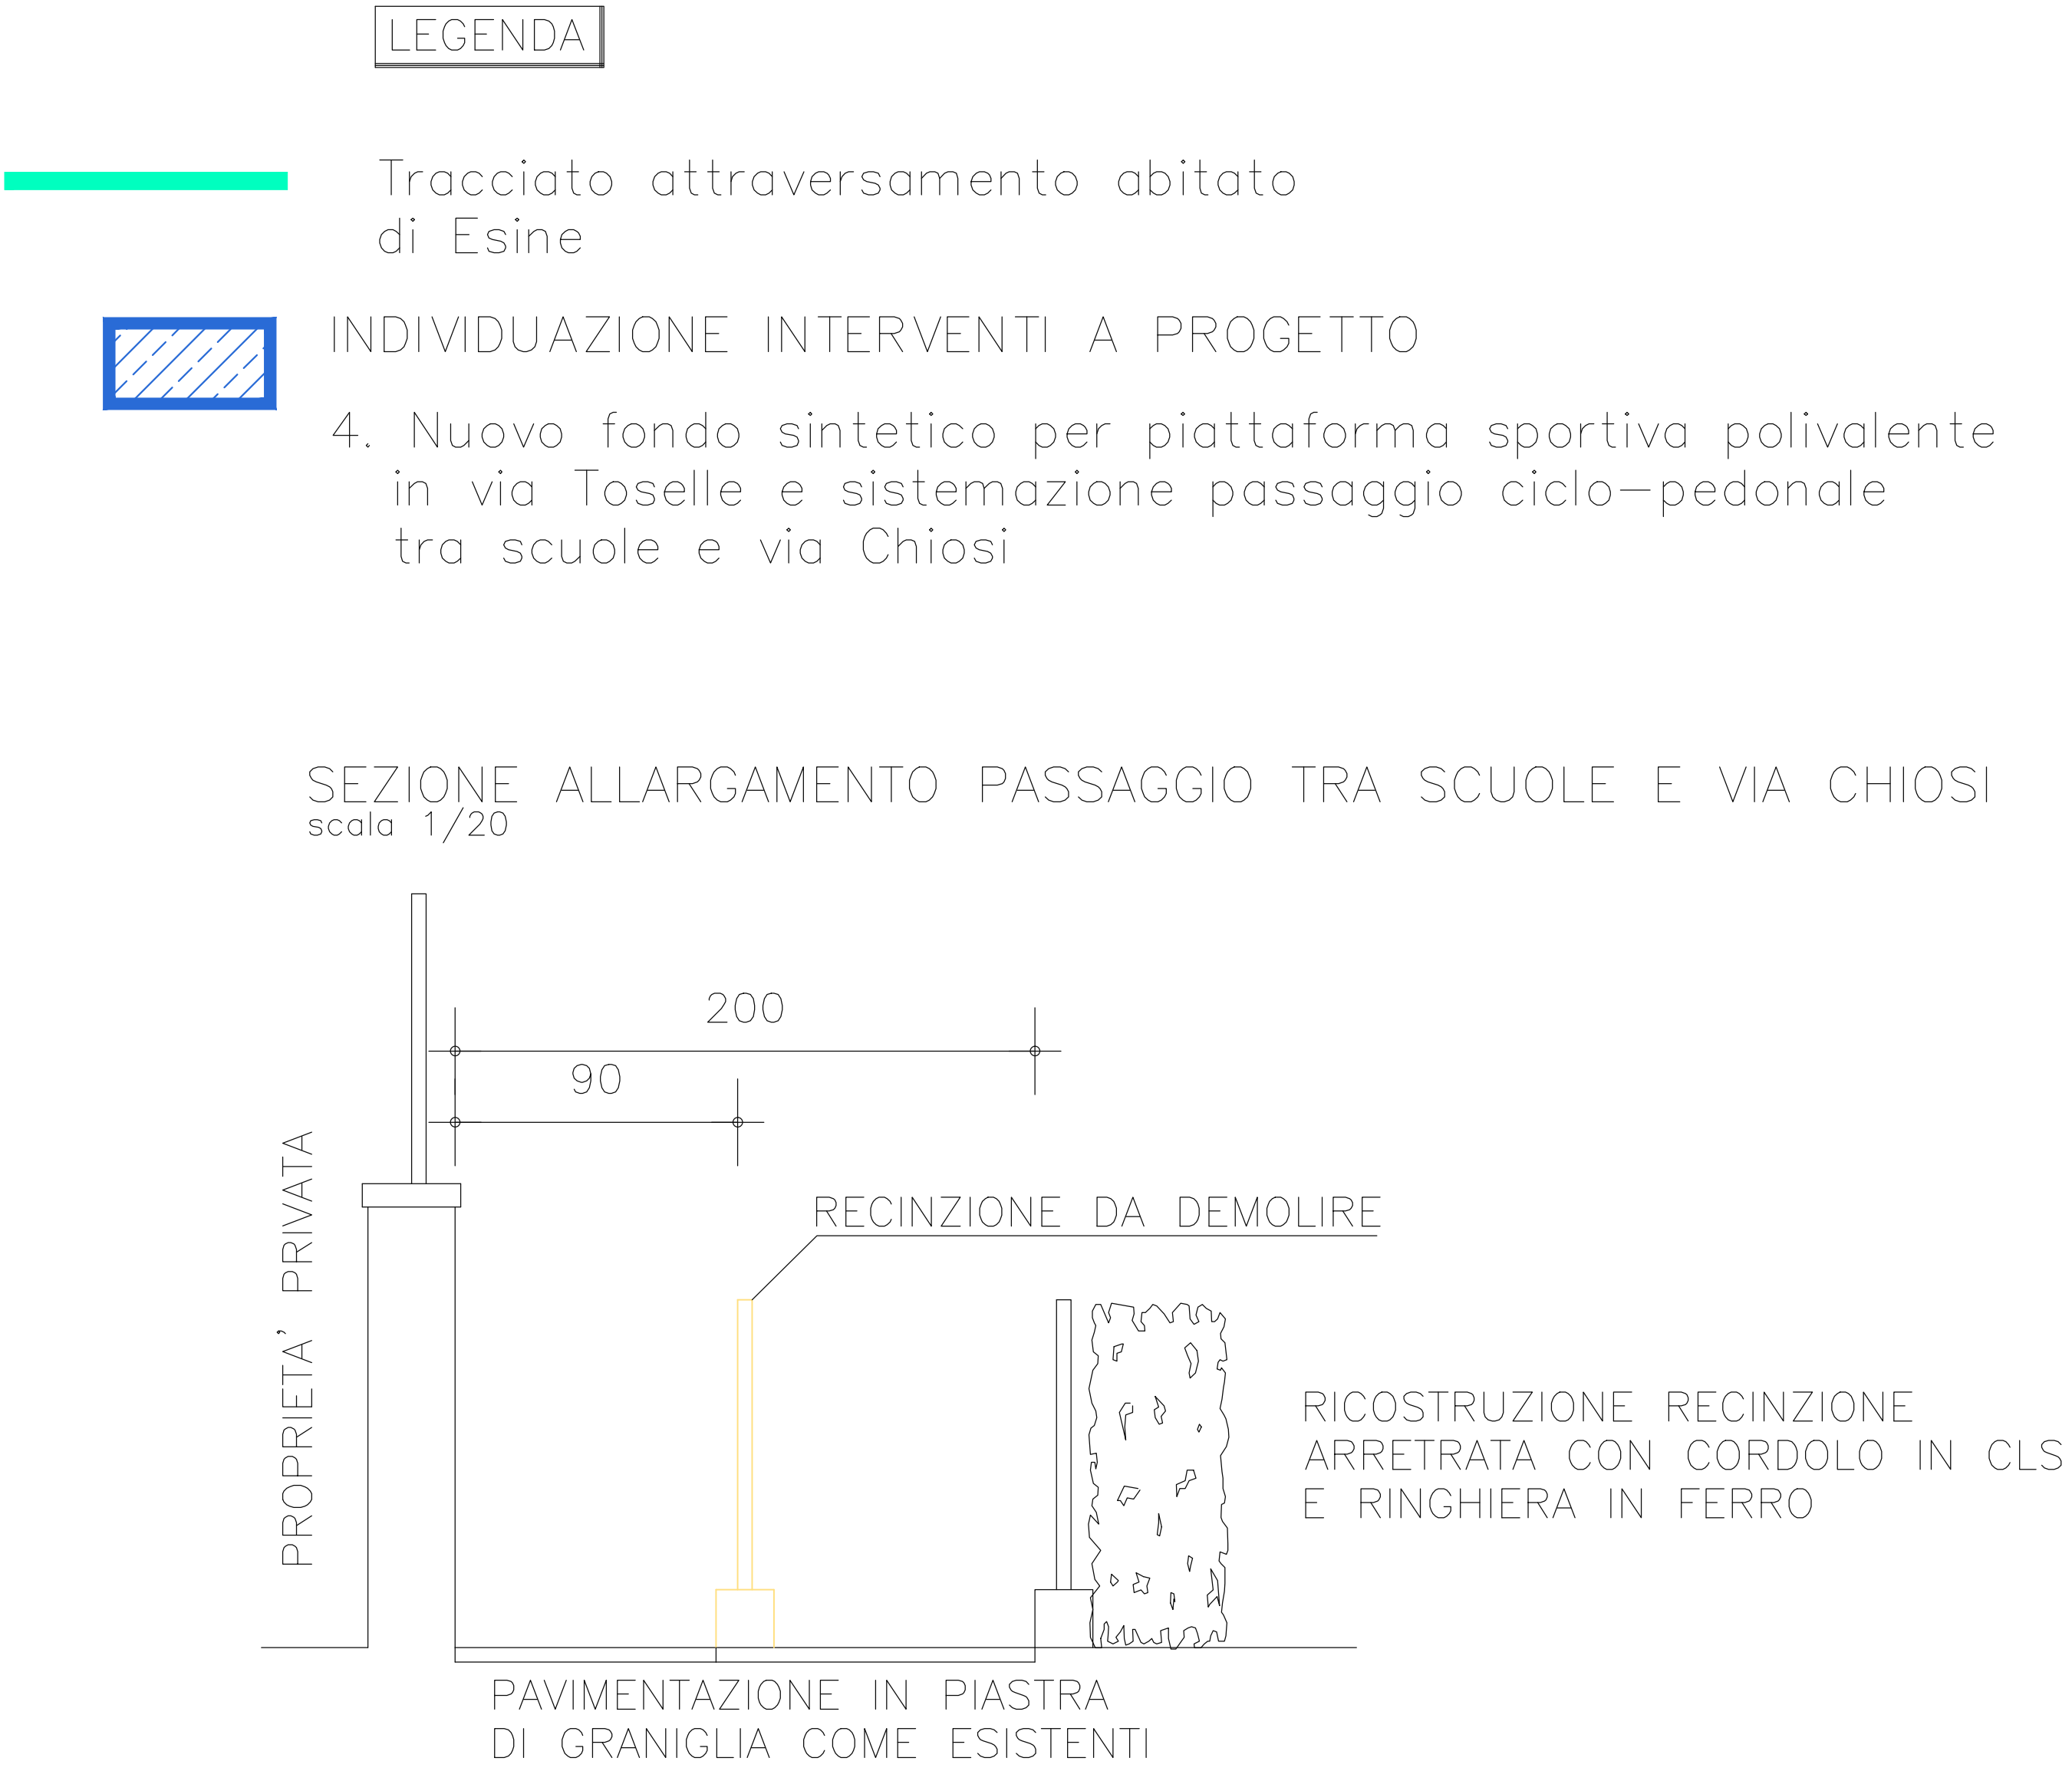 LEGENDA
Tracciato attraversamento abitato
di Esine
INDIVIDUAZIONE INTERVENTI A PROGETTO
4. Nuovo fondo sintetico per piattaforma sportiva polivalente
in via Toselle e sistemazione passaggio ciclo-pedonale
tra scuole e via Chiosi
SEZIONE ALLARGAMENTO PASSAGGIO TRA SCUOLE E VIA CHIOSI
scala 1/20
200
90
PROPRIETA' PRIVATA
RECINZIONE DA DEMOLIRE
RICOSTRUZIONE RECINZIONE
ARRETRATA CON CORDOLO IN CLS
E RINGHIERA IN FERRO
PAVIMENTAZIONE IN PIASTRA
DI GRANIGLIA COME ESISTENTI